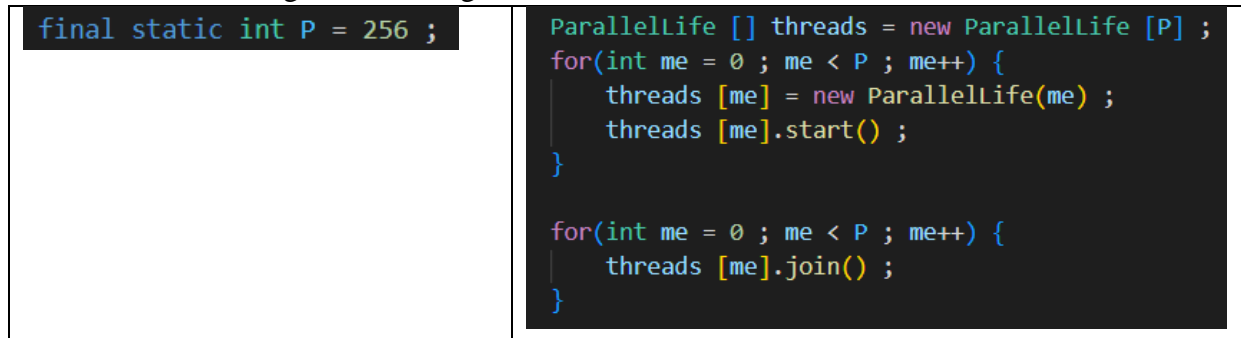 final static int P = 256 ;
ParallelLife [] threads = new ParallelLife [P] ;
for(int me = 0 ; me < P ; me++) {
    threads [me] = new ParallelLife(me) ;
    threads [me].start() ;
}
for(int me = 0 ; me < P ; me++) {
    threads [me].join() ;
}